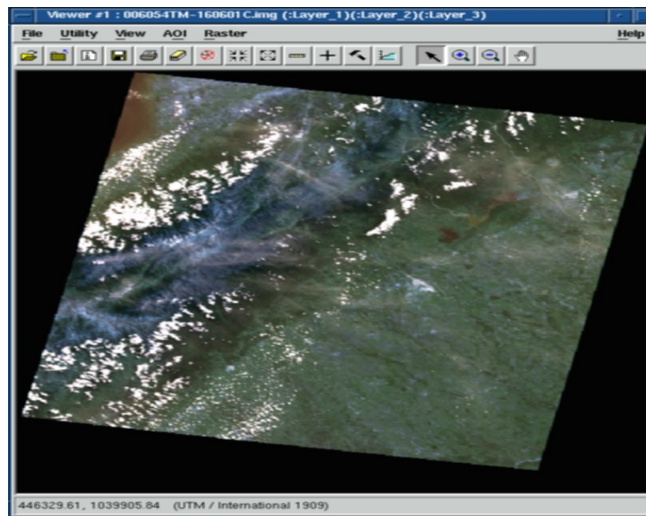 Viewer #1 : 006054TM-160601C.img (:Layer_1)(:Layer_2)(:Layer_3)
File Utility View AOI Raster Help
446329.61, 1039905.84 (UTM / International 1909)